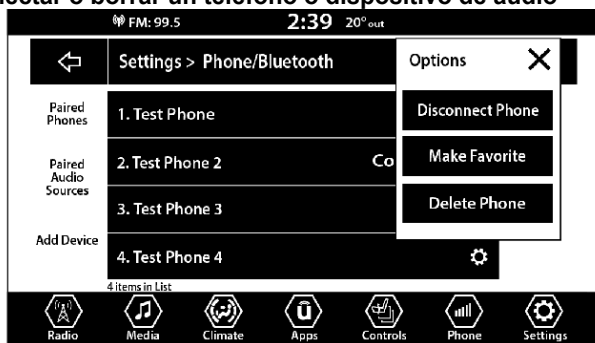 FM: 99.5 2:39 20° out
Settings > Phone/Bluetooth
Options X
Paired
Phones
1. Test Phone
Disconnect Phone
Paired
Audio
Sources
2. Test Phone 2 Co
Make Favorite
3. Test Phone 3
Delete Phone
Add Device
4. Test Phone 4
4 items in List
Radio Media Climate Apps Controls Phone Settings